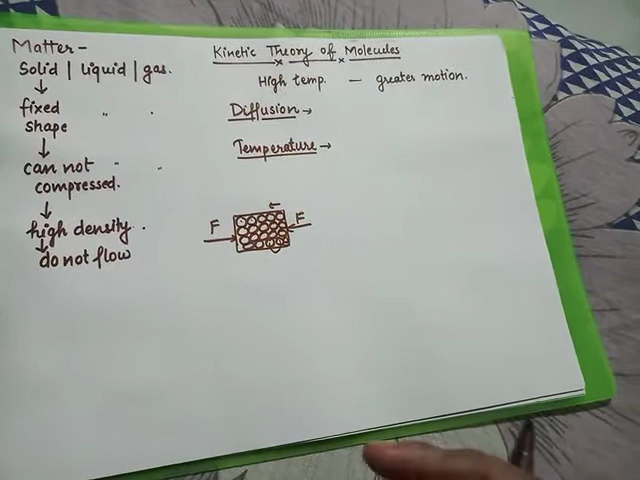 Matter -
Solid | liquid | gas.
fixed " .
shape
can not " "
compressed.
high density .
do not flow
Kinetic Theory of Molecules
High temp. - greater motion.
Diffusion →
Temperature →
F F